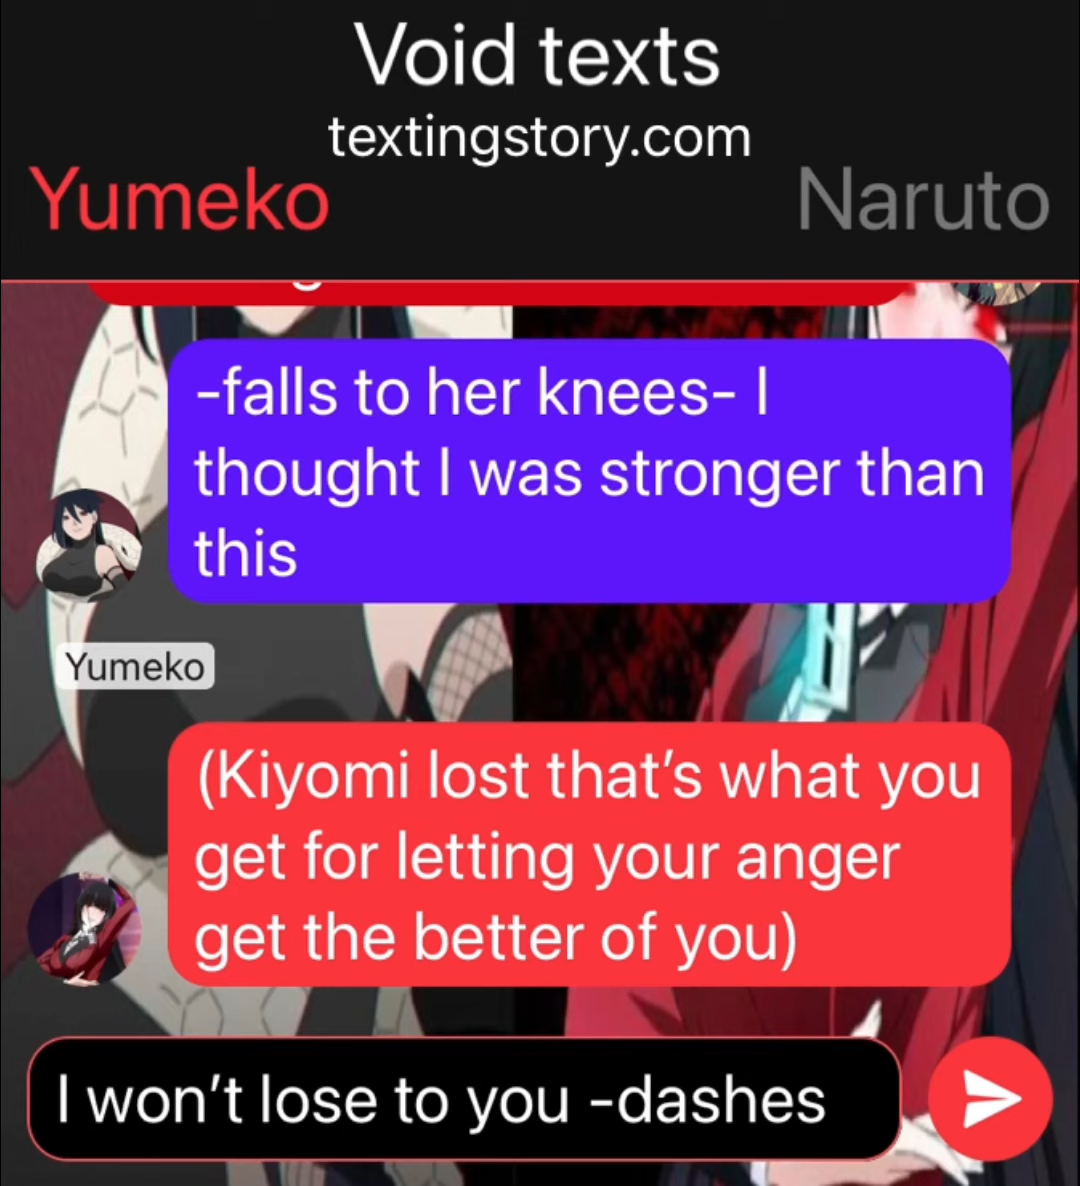 Void texts
textingstory.com
Yumeko
Naruto
-falls to her knees- I
thought I was stronger than
this
Yumeko
(Kiyomi lost that’s what you
get for letting your anger
get the better of you)
I won’t lose to you -dashes